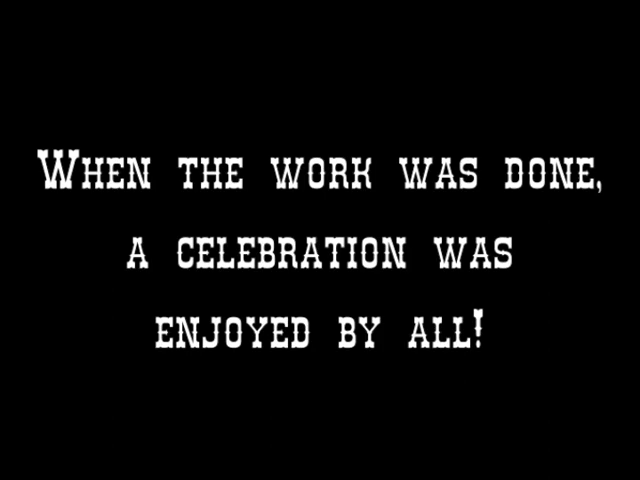 When the work was done,
a celebration was
enjoyed by all!